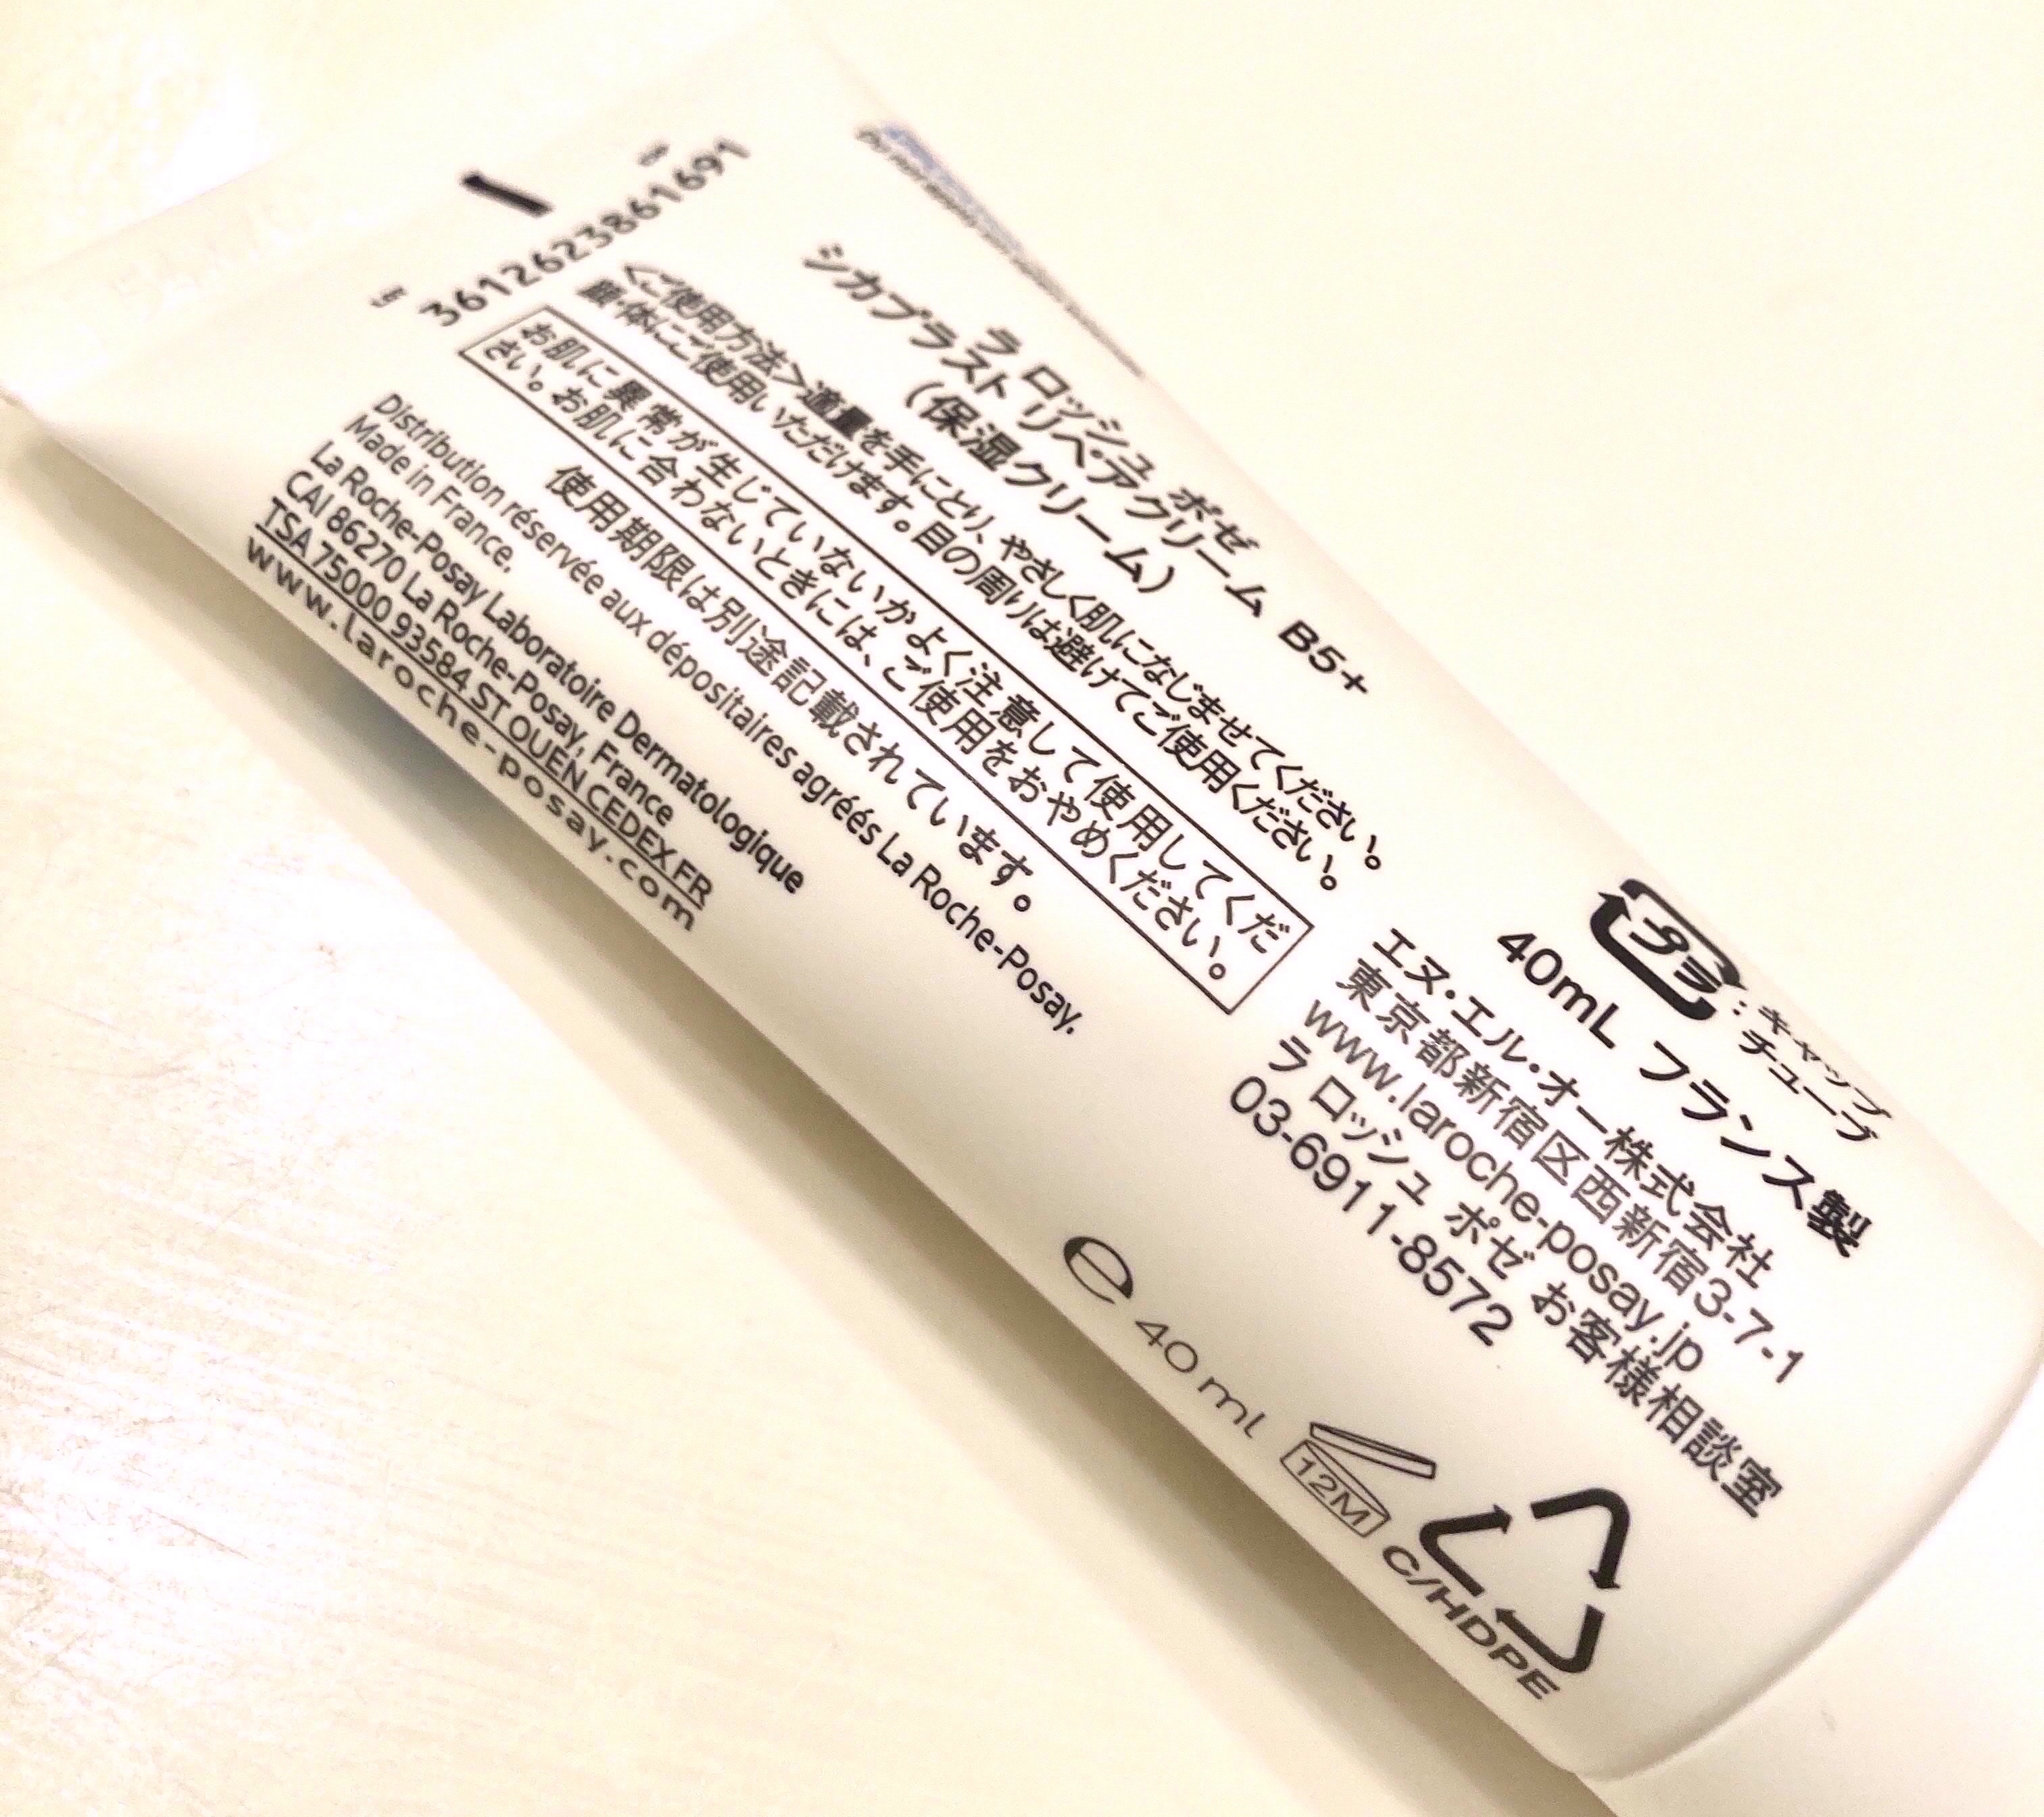 3612623861691
ラ ロッシュ ポゼ
シカプラスト リペアクリーム B5+
(保湿クリーム)
<ご使用方法>適量を手にとり、やさしく肌になじませてください。
顔・体にご使用いただけます。目の周りは避けてご使用ください。
お肌に異常が生じていないかよく注意して使用してくだ
さい。お肌に合わないときには、ご使用をおやめください。
使用期限は別途記載されています。
Distribution réservée aux dépositaires agréés La Roche-Posay.
Made in France.
La Roche-Posay Laboratoire Dermatologique
CAI 86270 La Roche-Posay, France
TSA 75000 93584 ST OUEN CEDEX FR
www.laroche-posay.com
プラ : キャップ
チューブ
40mL フランス製
エヌ・エル・オー株式会社
東京都新宿区西新宿3-7-1
www.laroche-posay.jp
ラ ロッシュ ポゼ お客様相談室
03-6911-8572
e 40 ml
12M
C/HDPE